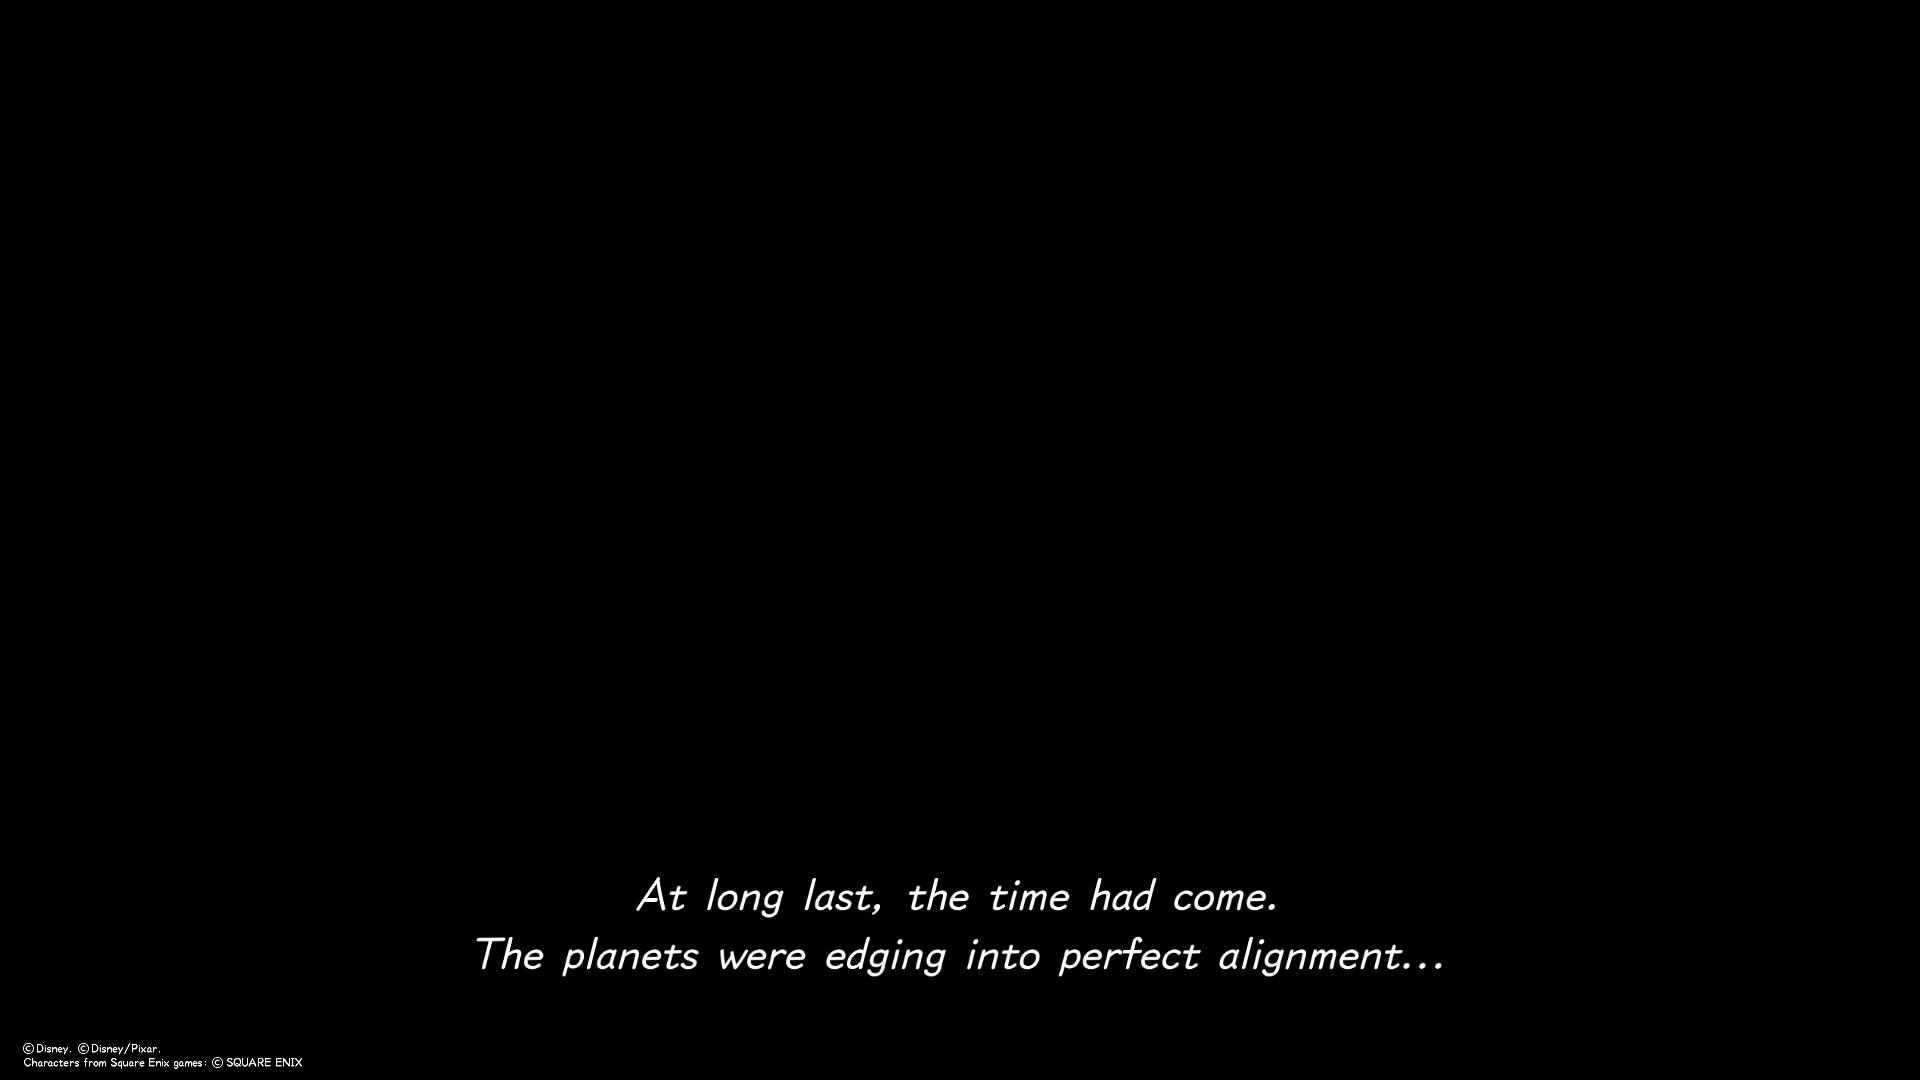 At long last, the time had come.
The planets were edging into perfect alignment...
©Disney. ©Disney/Pixar.
Characters from Square Enix games: © SQUARE ENIX